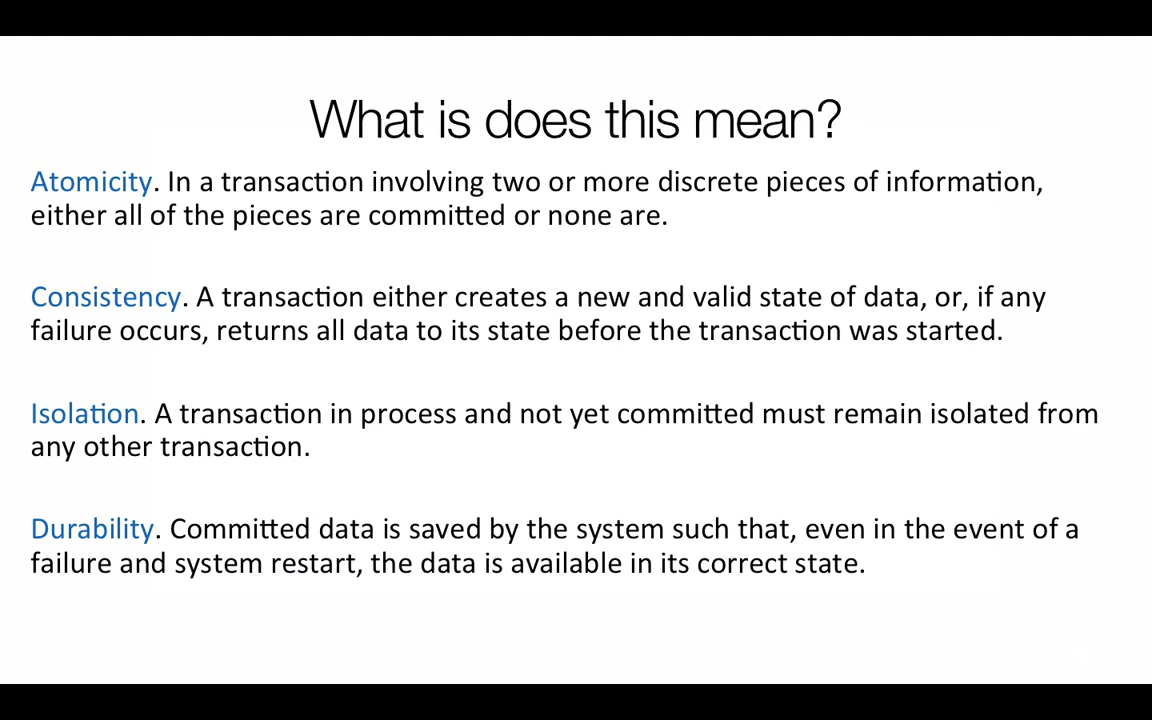 What is does this mean?
Atomicity. In a transaction involving two or more discrete pieces of information,
either all of the pieces are committed or none are.
Consistency. A transaction either creates a new and valid state of data, or, if any
failure occurs, returns all data to its state before the transaction was started.
Isolation. A transaction in process and not yet committed must remain isolated from
any other transaction.
Durability. Committed data is saved by the system such that, even in the event of a
failure and system restart, the data is available in its correct state.